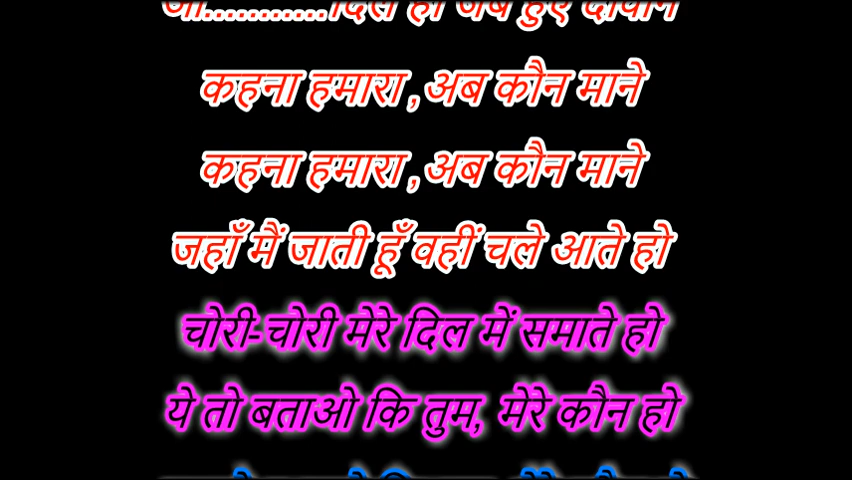 कहना हमारा , अब कौन माने
कहना हमारा , अब कौन माने
जहाँ मैं जाती हूँ वहीं चले आते हो
चोरी-चोरी मेरे दिल में समाते हो
ये तो बताओ कि तुम, मेरे कौन हो